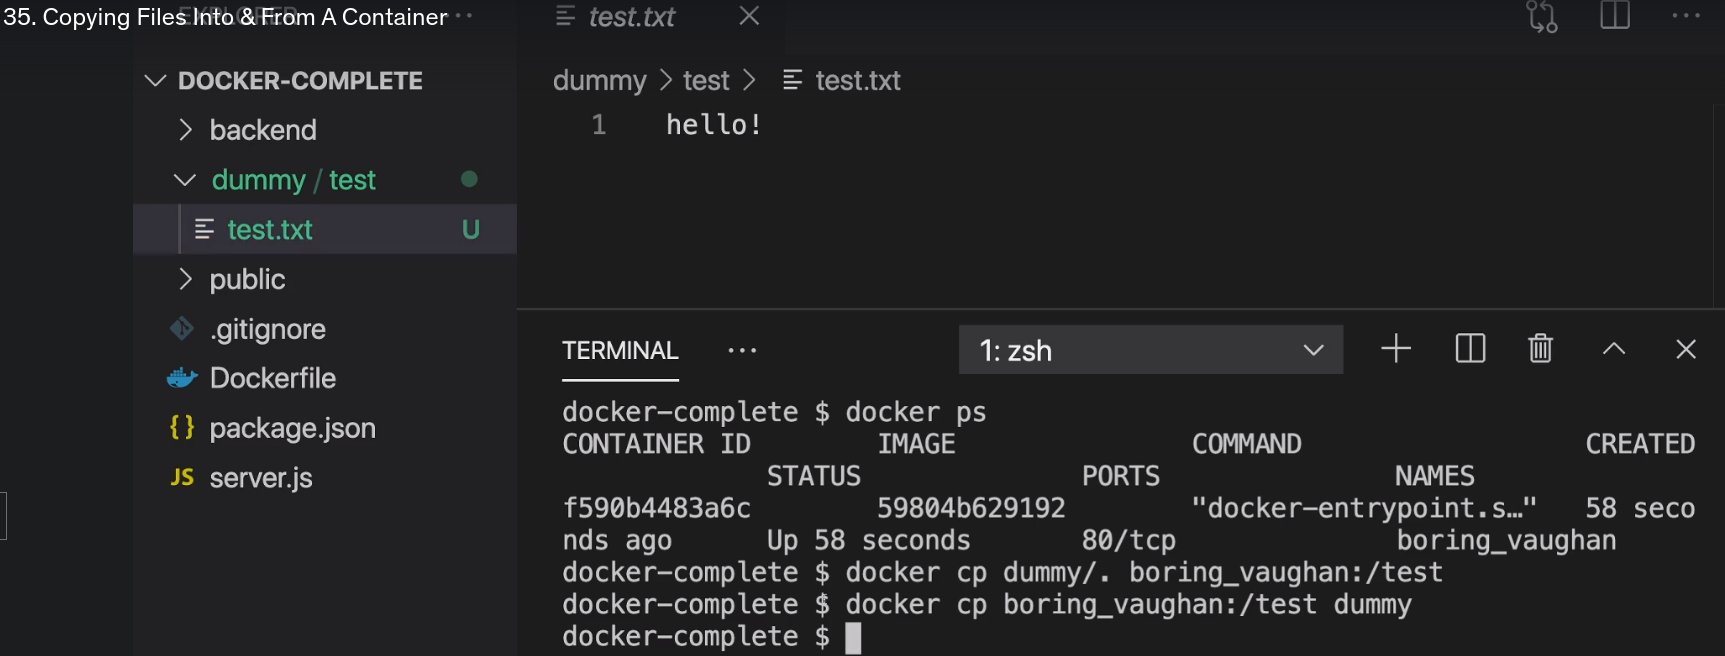 35. Copying Files Into & From A Container
EXPLORER
test.txt
DOCKER-COMPLETE
dummy > test > test.txt
backend
1 hello!
dummy / test
test.txt U
public
.gitignore
TERMINAL
1: zsh
Dockerfile
{} package.json
JS server.js
docker-complete $ docker ps
CONTAINER ID IMAGE COMMAND CREATED
STATUS PORTS NAMES
f590b4483a6c 59804b629192 "docker-entrypoint.s…" 58 seco
nds ago Up 58 seconds 80/tcp boring_vaughan
docker-complete $ docker cp dummy/. boring_vaughan:/test
docker-complete $ docker cp boring_vaughan:/test dummy
docker-complete $